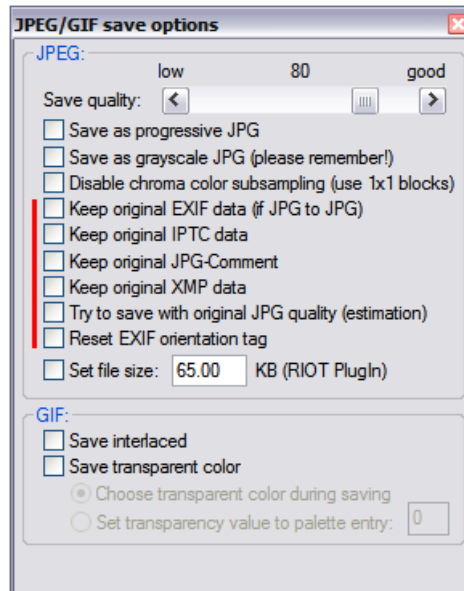 JPEG/GIF save options
JPEG:
low 80 good
Save quality:
Save as progressive JPG
Save as grayscale JPG (please remember!)
Disable chroma color subsampling (use 1x1 blocks)
Keep original EXIF data (if JPG to JPG)
Keep original IPTC data
Keep original JPG-Comment
Keep original XMP data
Try to save with original JPG quality (estimation)
Reset EXIF orientation tag
Set file size: 65.00 KB (RIOT PlugIn)
GIF:
Save interlaced
Save transparent color
Choose transparent color during saving
Set transparency value to palette entry: 0